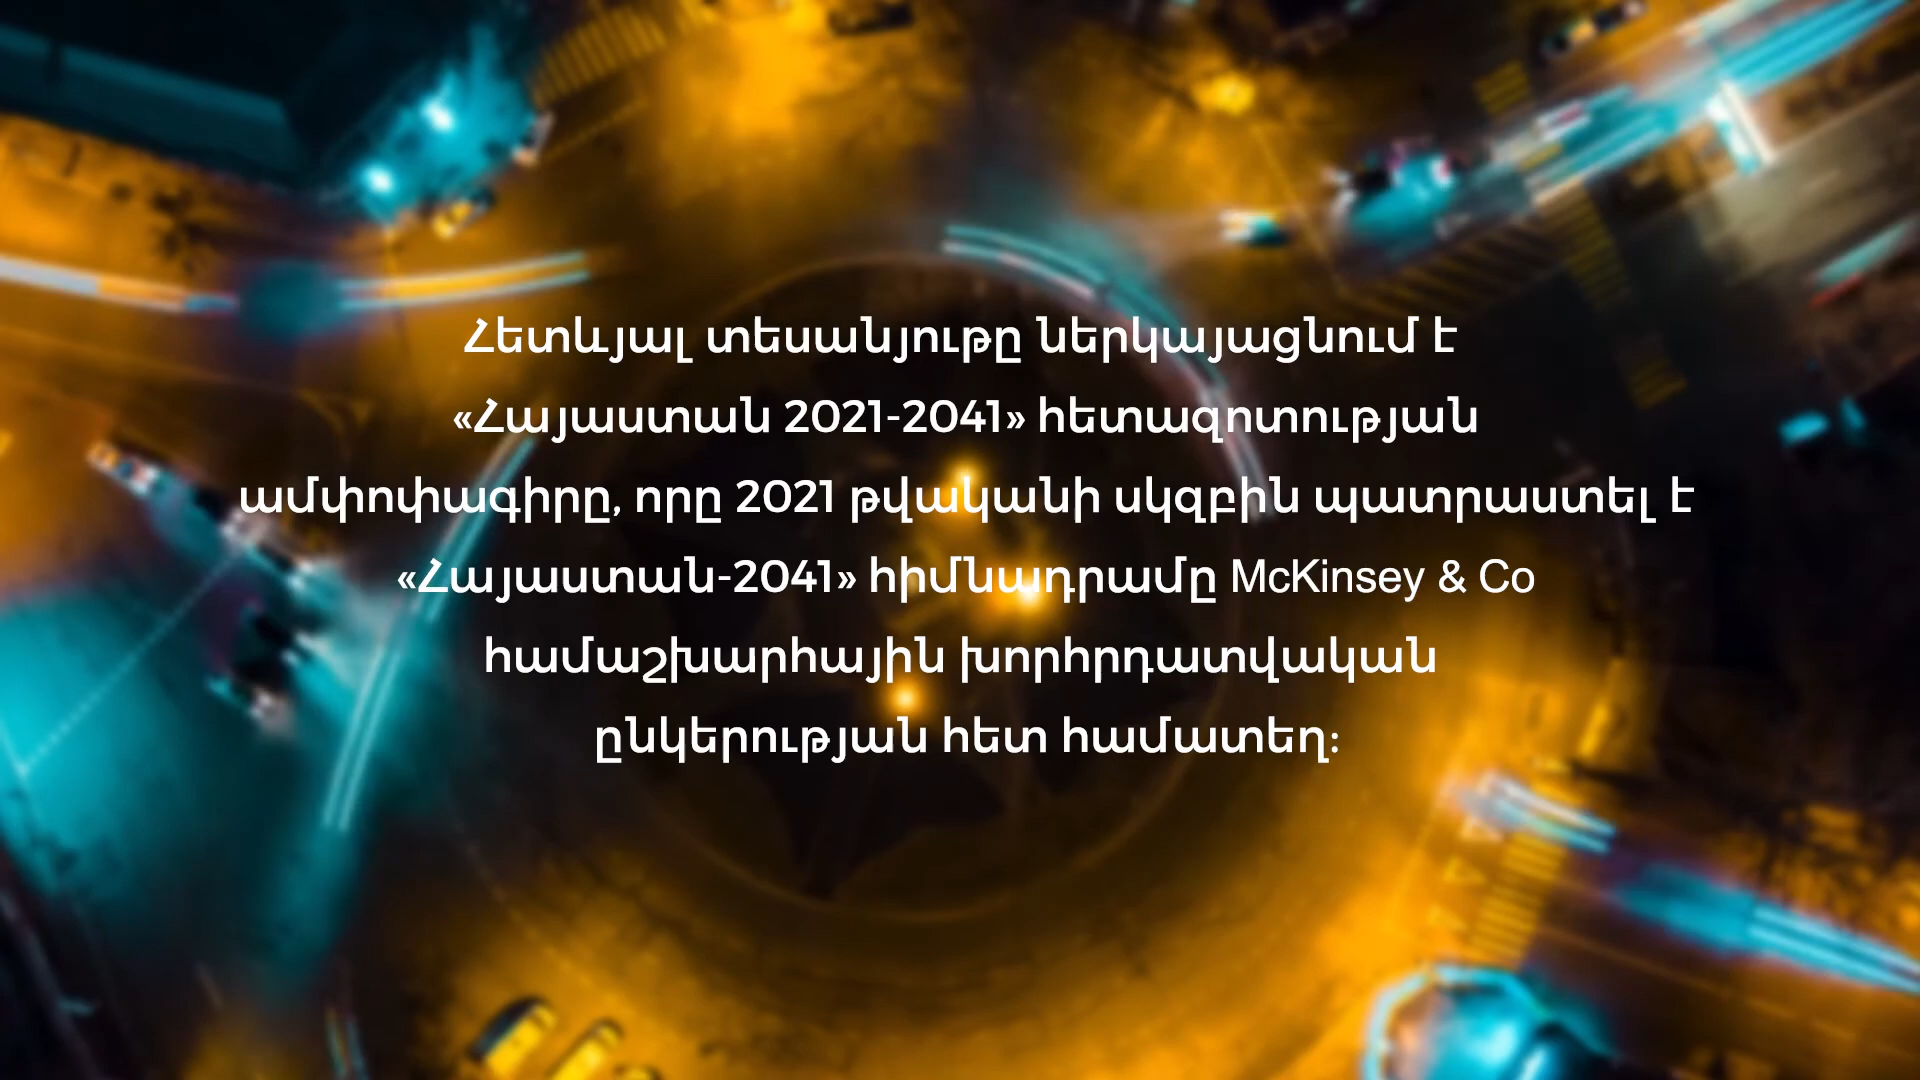 Հետևյալ տեսանյութը ներկայացնում է
«Հայաստան 2021-2041» հետազոտության
ամփոփագիրը, որը 2021 թվականի սկզբին պատրաստել է
«Հայաստան-2041» հիմնադրամը McKinsey & Co
համաշխարհային խորհրդատվական
ընկերության հետ համատեղ: